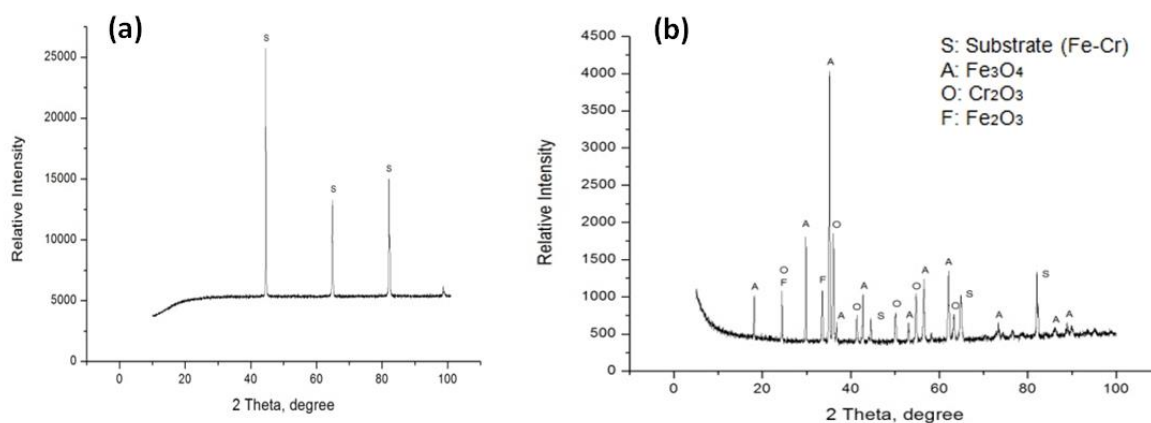 (a)
S
S
S
25000
20000
15000
10000
5000
0
0
20
40
60
80
100
Relative Intensity
2 Theta, degree
(b)
S: Substrate (Fe-Cr)
A: Fe₃O₄
O: Cr₂O₃
F: Fe₂O₃
4500
4000
3500
3000
2500
2000
1500
1000
500
0
A
A
O
A
O
F
F
A
O
A
S
O
A
O
A
A
O
S
A
S
A
A
0
20
40
60
80
100
Relative Intensity
2 Theta, degree